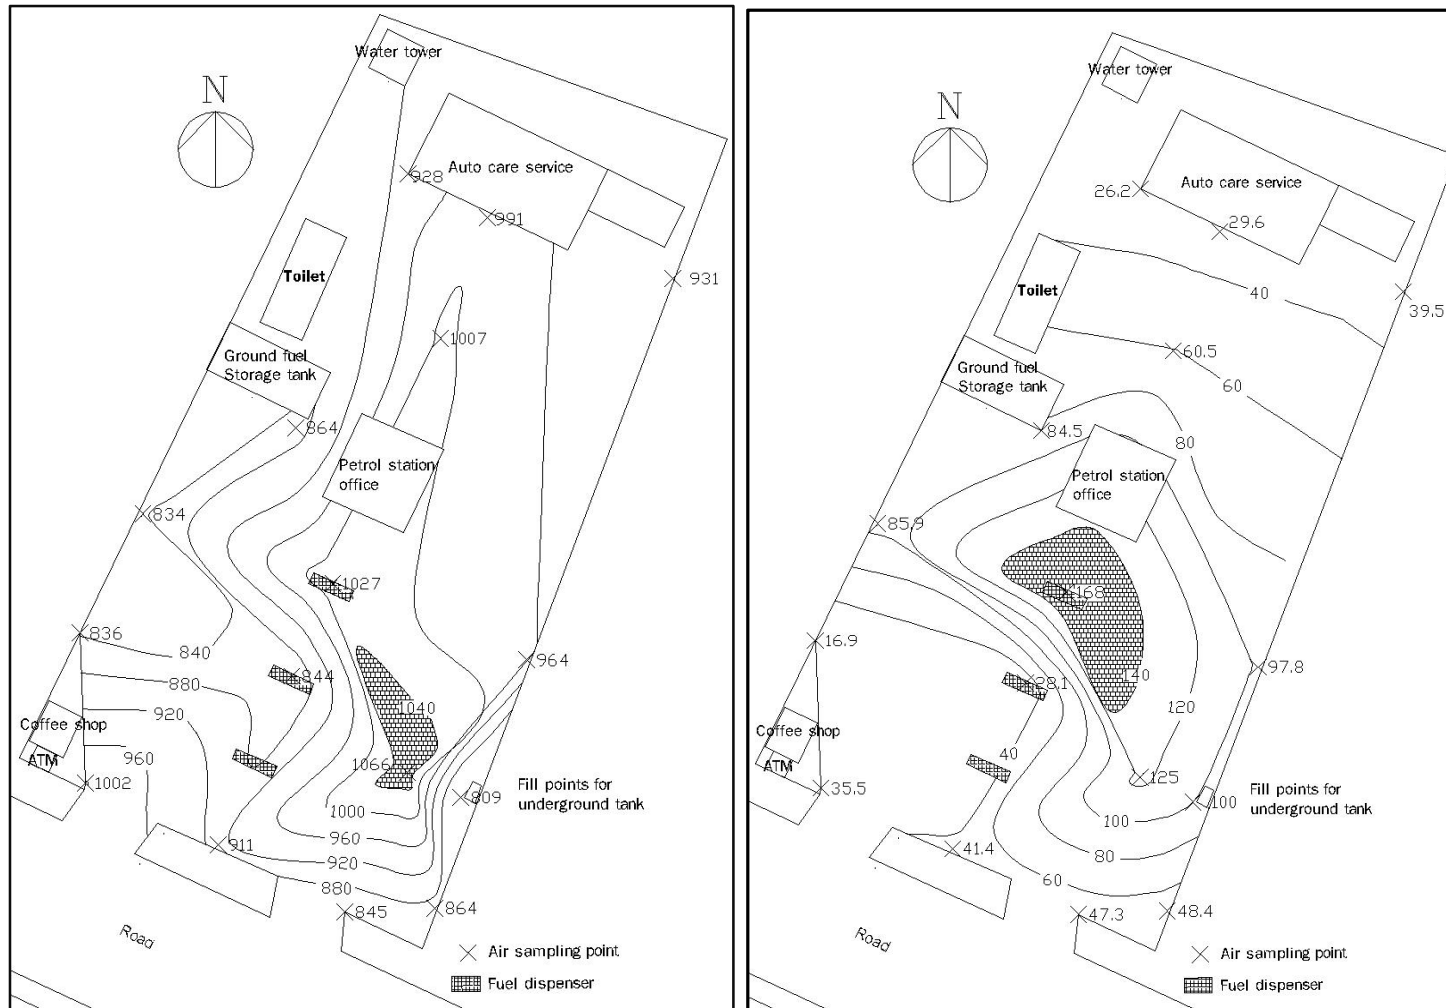 Water tower
N
Auto care service
928
991
Toilet
931
1007
Ground fuel
Storage tank
864
Petrol station
office
834
1027
836
840
844
964
880
1040
920
Coffee shop
960
ATM
1066
1002
809
Fill points for
underground tank
1000
960
911
920
880
845
864
Road
Air sampling point
Fuel dispenser
Water tower
N
Auto care service
26.2
29.6
Toilet
40
39.5
60.5
Ground fuel
Storage tank
60
84.5
80
Petrol station
office
85.9
168
16.9
28.1
140
97.8
120
Coffee shop
40
ATM
125
35.5
100
Fill points for
underground tank
100
41.4
80
60
47.3
48.4
Road
Air sampling point
Fuel dispenser